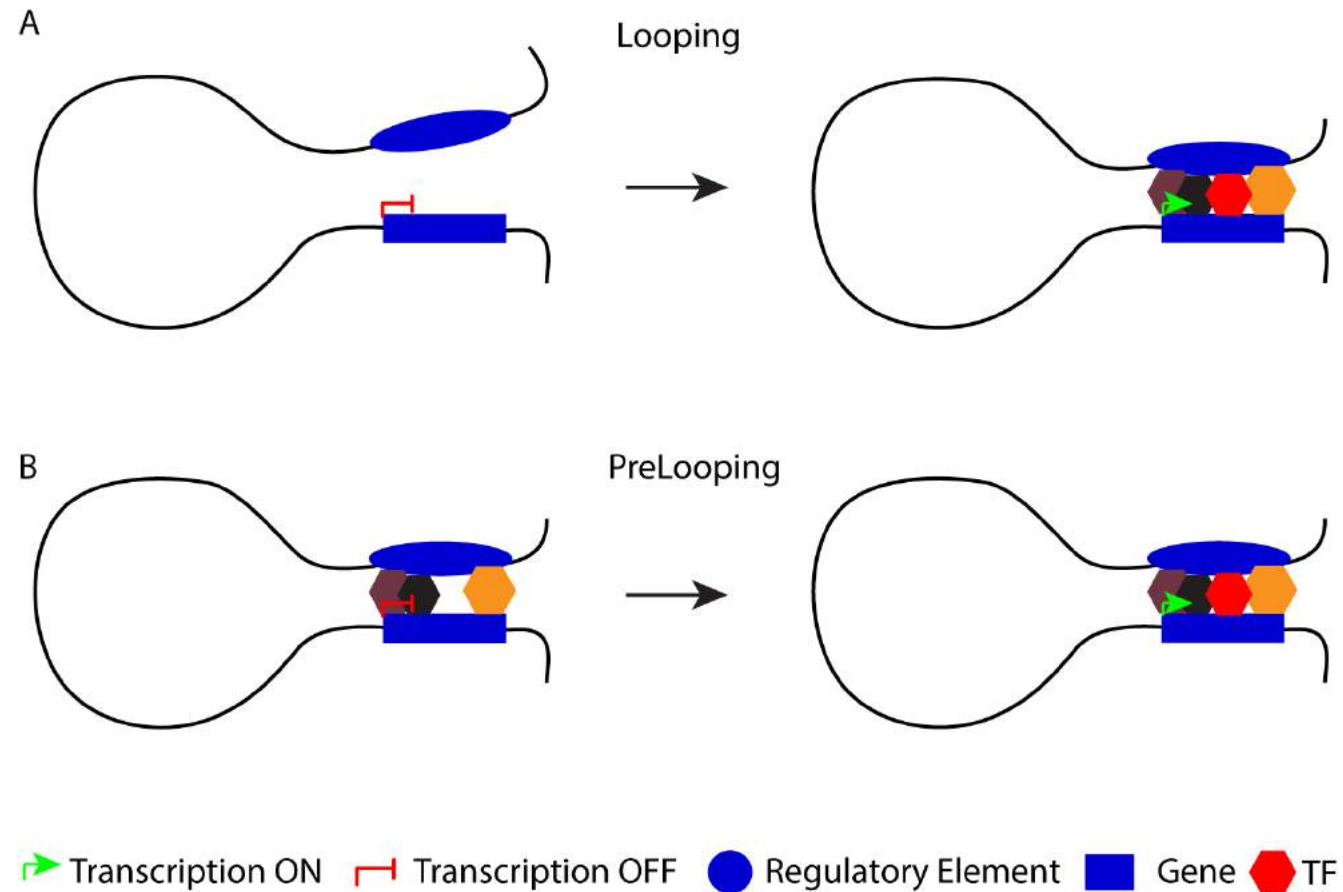 A
Looping
B
PreLooping
Transcription ON Transcription OFF Regulatory Element Gene TF